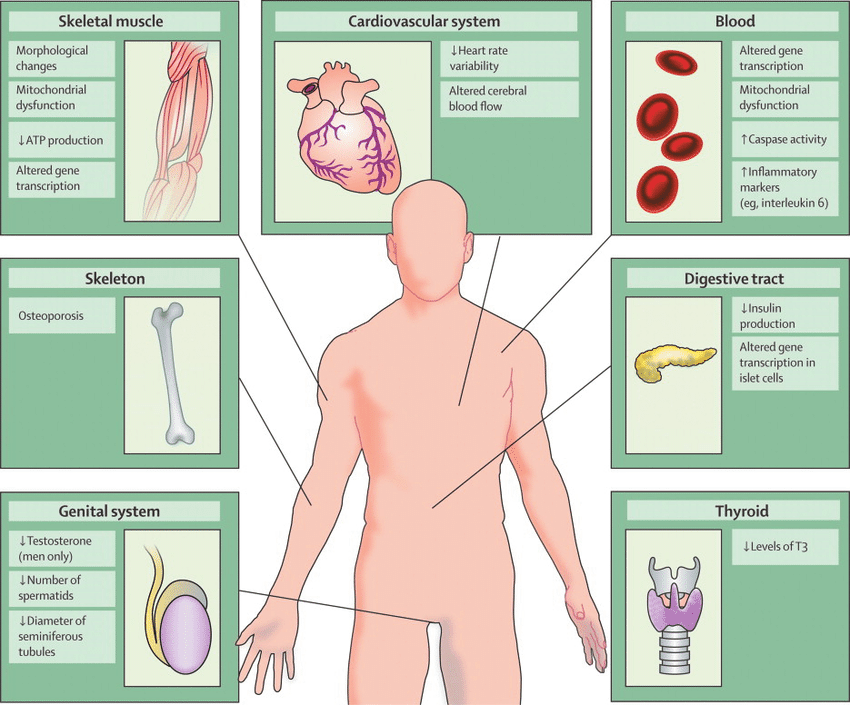 Skeletal muscle
Morphological
changes
Mitochondrial
dysfunction
↓ATP production
Altered gene
transcription
Cardiovascular system
↓Heart rate
variability
Altered cerebral
blood flow
Blood
Altered gene
transcription
Mitochondrial
dysfunction
↑Caspase activity
↑Inflammatory
markers
(eg, interleukin 6)
Skeleton
Osteoporosis
Digestive tract
↓Insulin
production
Altered gene
transcription in
islet cells
Genital system
↓Testosterone
(men only)
↓Number of
spermatids
↓Diameter of
seminiferous
tubules
Thyroid
↓Levels of T3